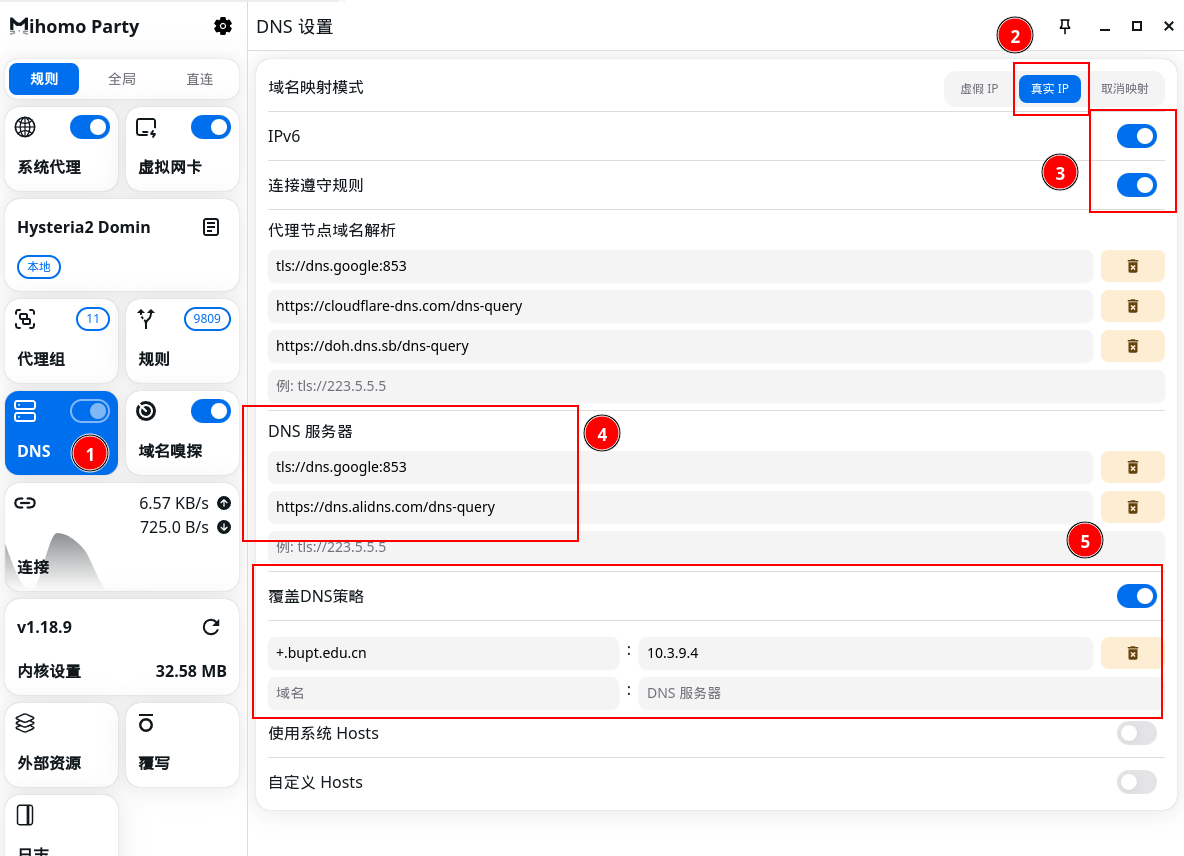 Mihomo Party
规则 全局 直连
系统代理 虚拟网卡
Hysteria2 Domin
本地
11 9809
代理组 规则
DNS 1 域名嗅探
6.57 KB/s
725.0 B/s
连接
v1.18.9
内核设置 32.58 MB
外部资源 覆写
日志
DNS 设置
2
域名映射模式 虚假 IP 真实 IP 取消映射
IPv6
3
连接遵守规则
代理节点域名解析
tls://dns.google:853
https://cloudflare-dns.com/dns-query
https://doh.dns.sb/dns-query
例: tls://223.5.5.5
DNS 服务器 4
tls://dns.google:853
https://dns.alidns.com/dns-query
例: tls://223.5.5.5
5
覆盖DNS策略
+.bupt.edu.cn : 10.3.9.4
域名 : DNS 服务器
使用系统 Hosts
自定义 Hosts